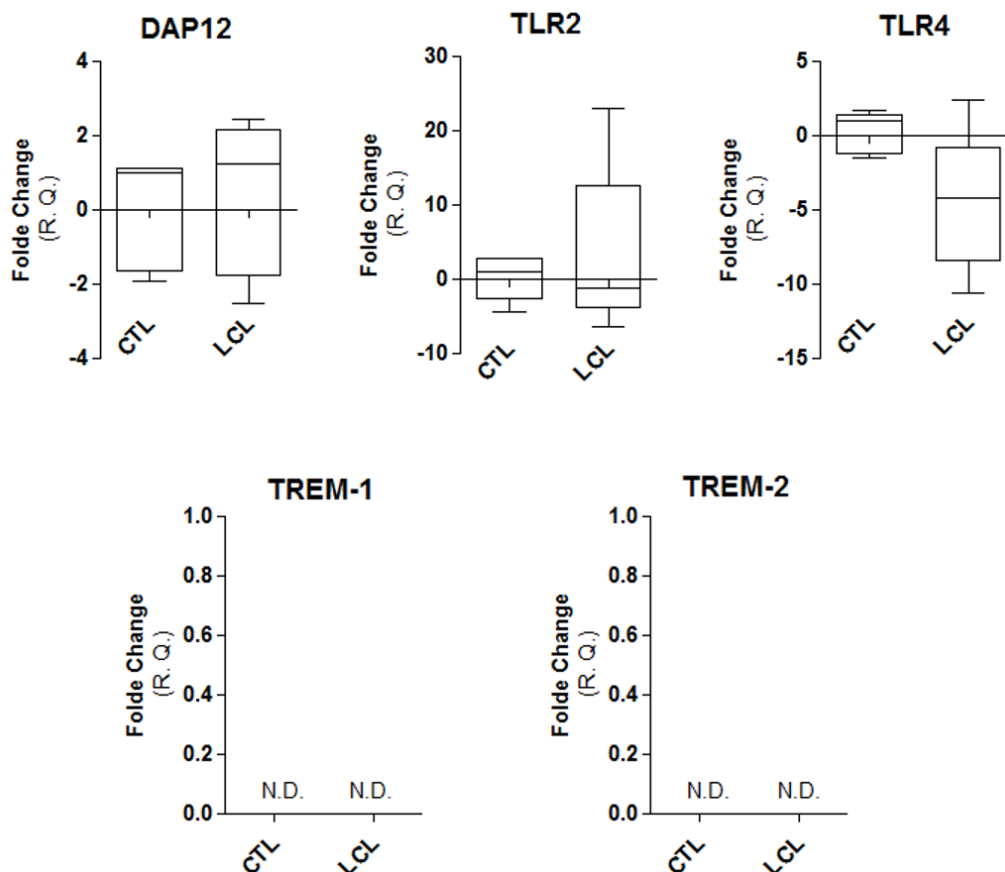 DAP12
Folde Change
(R. Q.)
4
2
0
-2
-4
CTL
LCL
TLR2
Folde Change
(R. Q.)
30
20
10
0
-10
CTL
LCL
TLR4
Folde Change
(R. Q.)
5
0
-5
-10
-15
CTL
LCL
TREM-1
Folde Change
(R. Q.)
1.0
0.8
0.6
0.4
0.2
0.0
N.D.
N.D.
CTL
LCL
TREM-2
Folde Change
(R. Q.)
1.0
0.8
0.6
0.4
0.2
0.0
N.D.
N.D.
CTL
LCL